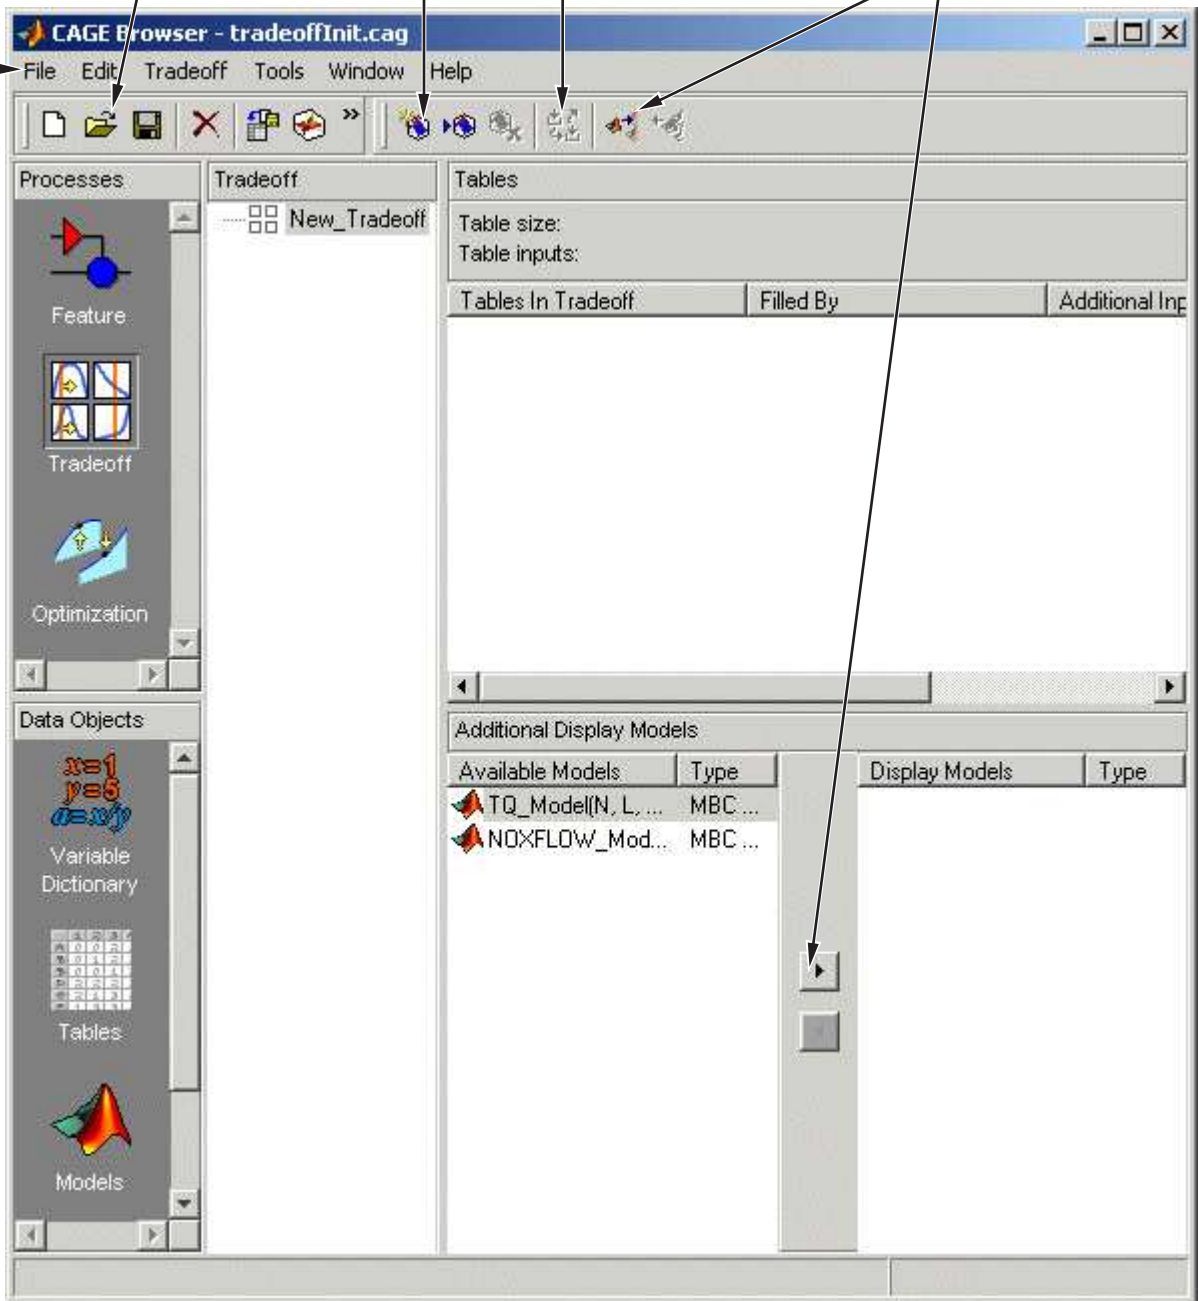 CAGE Browser - tradeoffInit.cag
File Edit Tradeoff Tools Window Help
»
Processes
Feature
Tradeoff
Optimization
Data Objects
x=1
y=5
a=x/y
Variable
Dictionary
Tables
Models
Tradeoff
New_Tradeoff
Tables
Table size:
Table inputs:
Tables In Tradeoff Filled By Additional Inp
Additional Display Models
Available Models Type
TQ_Model(N, L, ... MBC ...
NOXFLOW_Mod... MBC ...
Display Models Type